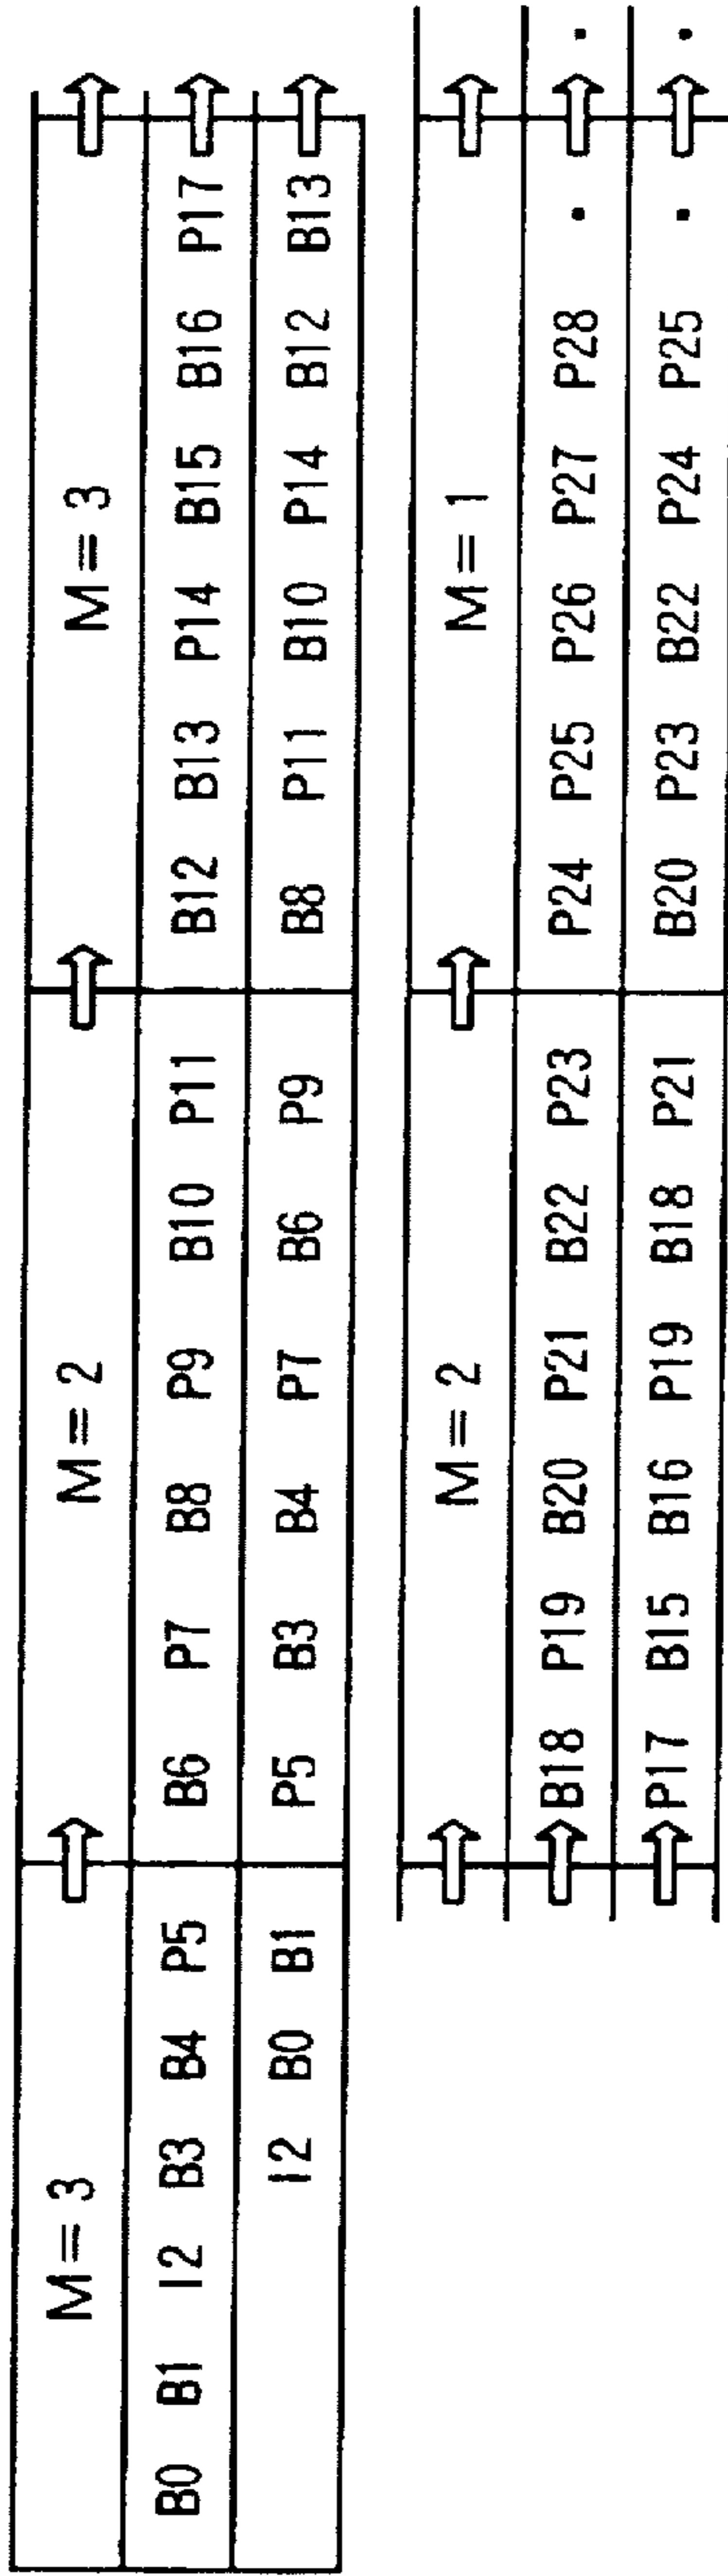 M=3 M=2 M=3
B0 B1 I2 B3 B4 P5 B6 P7 B8 P9 B10 P11 B12 B13 P14 B15 B16 P17
I2 B0 B1 P5 B3 B4 P7 B6 P9 B8 P11 B10 P14 B12 B13
M=2 M=1
B18 P19 B20 P21 B22 P23 P24 P25 P26 P27 P28 · ·
P17 B15 B16 P19 B18 P21 B20 P23 B22 P24 P25 · ·